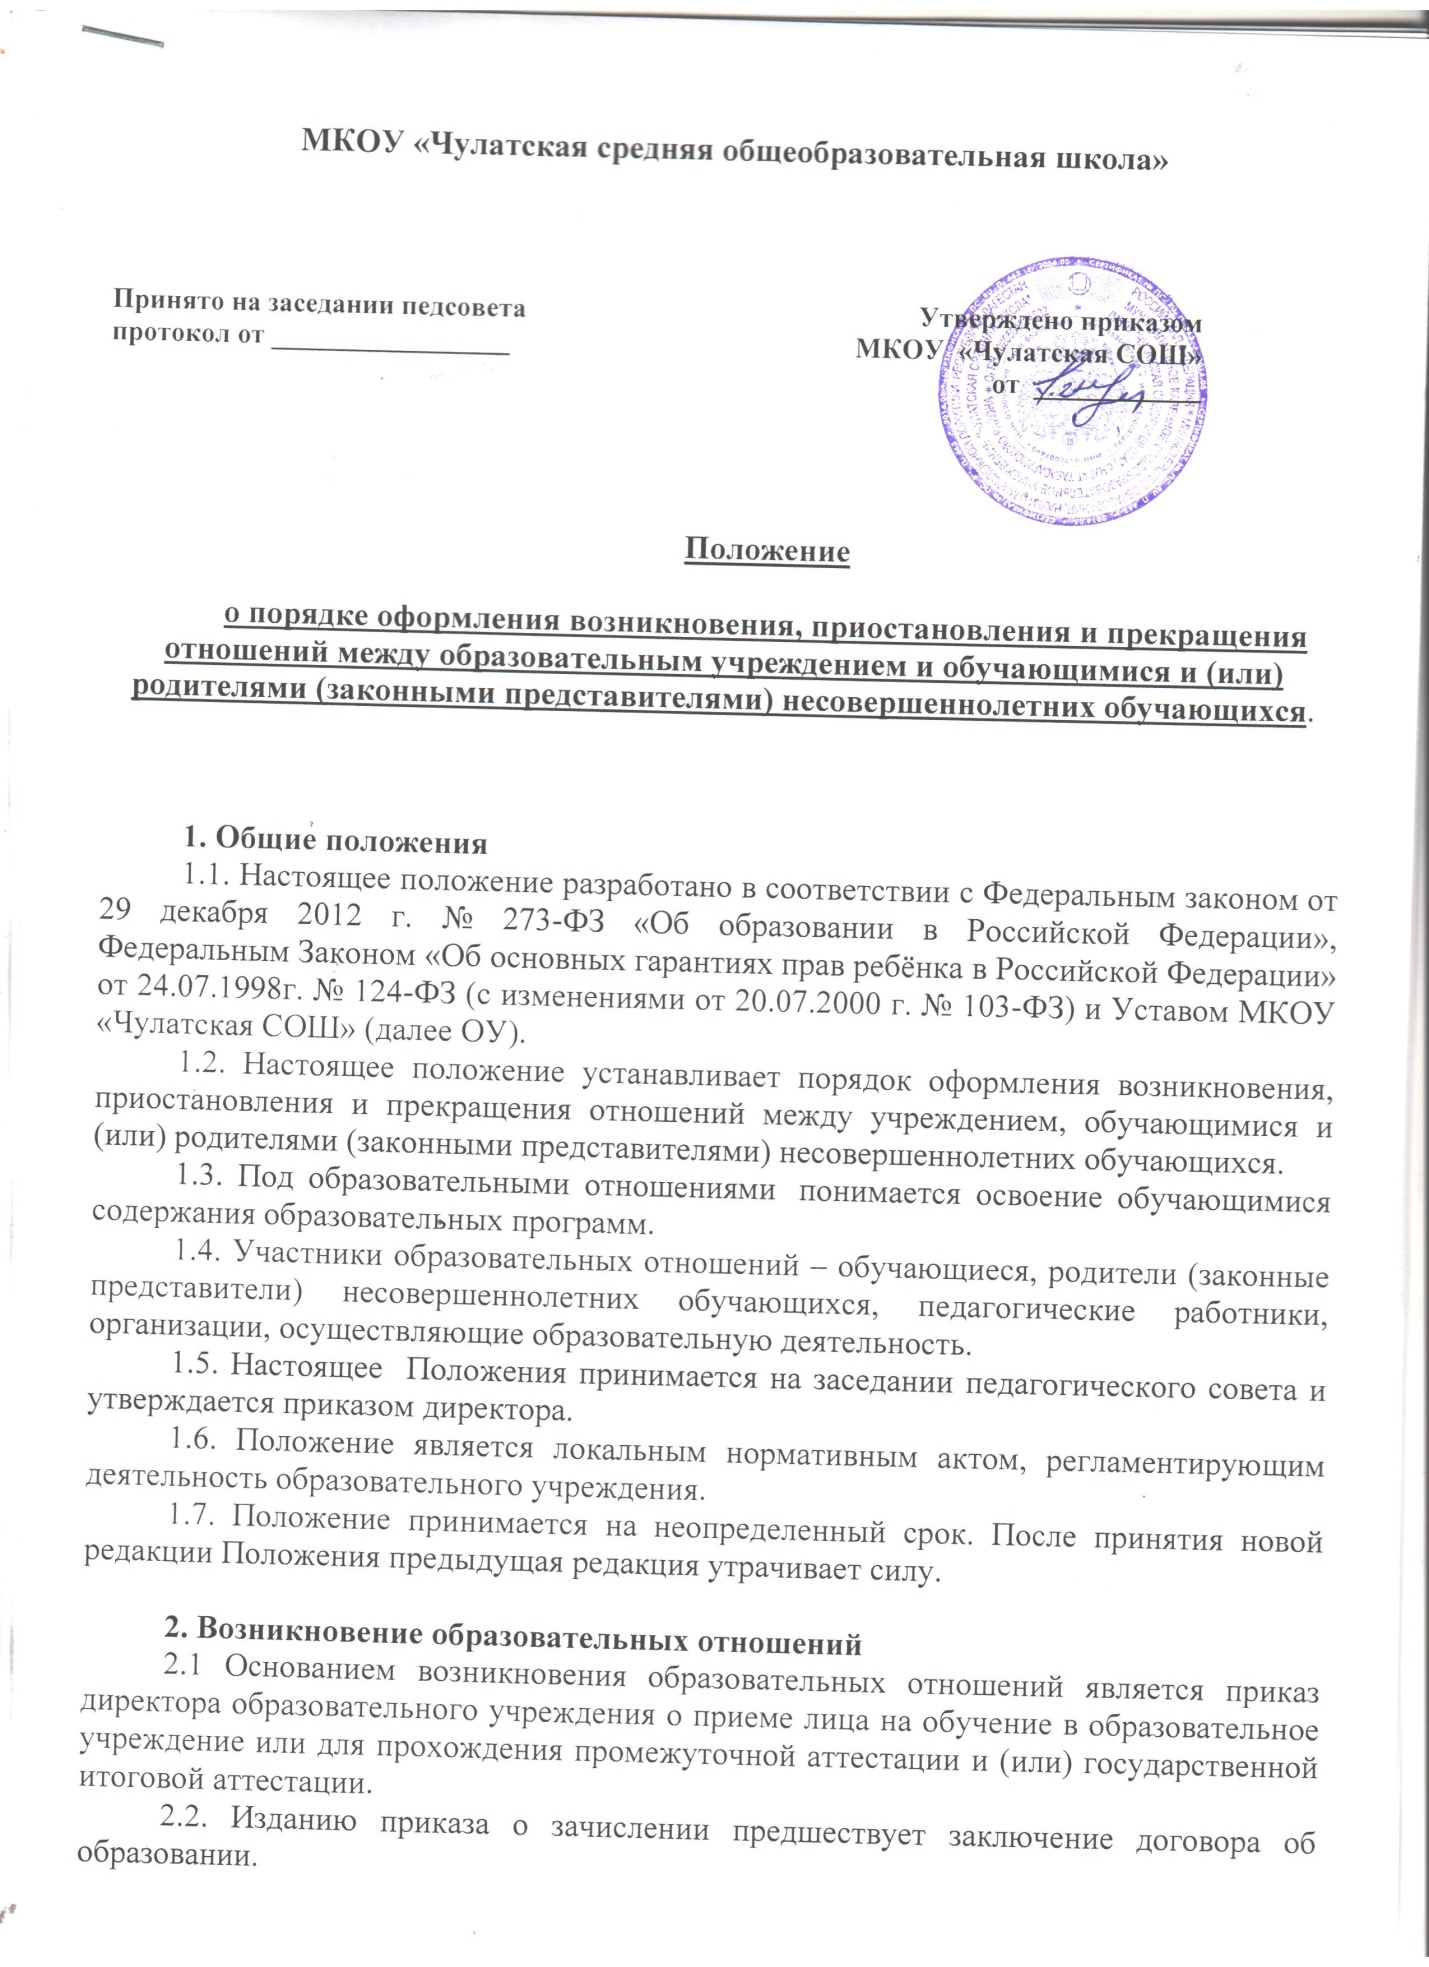 МКОУ «Чулатская средняя общеобразовательная школа»
Принято на заседании педсовета
протокол от
Утверждено приказом
МКОУ «Чулатская СОШ»
от
Положение
о порядке оформления возникновения, приостановления и прекращения
отношений между образовательным учреждением и обучающимися и (или)
родителями (законными представителями) несовершеннолетних обучающихся.
1. Общие положения
1.1. Настоящее положение разработано в соответствии с Федеральным законом от
29 декабря 2012 г. № 273-ФЗ «Об образовании в Российской Федерации»,
Федеральным Законом «Об основных гарантиях прав ребёнка в Российской Федерации»
от 24.07.1998г. № 124-ФЗ (с изменениями от 20.07.2000 г. № 103-ФЗ) и Уставом МКОУ
«Чулатская СОШ» (далее ОУ).
1.2. Настоящее положение устанавливает порядок оформления возникновения,
приостановления и прекращения отношений между учреждением, обучающимися и
(или) родителями (законными представителями) несовершеннолетних обучающихся.
1.3. Под образовательными отношениями понимается освоение обучающимися
содержания образовательных программ.
1.4. Участники образовательных отношений – обучающиеся, родители (законные
представители) несовершеннолетних обучающихся, педагогические работники,
организации, осуществляющие образовательную деятельность.
1.5. Настоящее Положения принимается на заседании педагогического совета и
утверждается приказом директора.
1.6. Положение является локальным нормативным актом, регламентирующим
деятельность образовательного учреждения.
1.7. Положение принимается на неопределенный срок. После принятия новой
редакции Положения предыдущая редакция утрачивает силу.
2. Возникновение образовательных отношений
2.1 Основанием возникновения образовательных отношений является приказ
директора образовательного учреждения о приеме лица на обучение в образовательное
учреждение или для прохождения промежуточной аттестации и (или) государственной
итоговой аттестации.
2.2. Изданию приказа о зачислении предшествует заключение договора об
образовании.